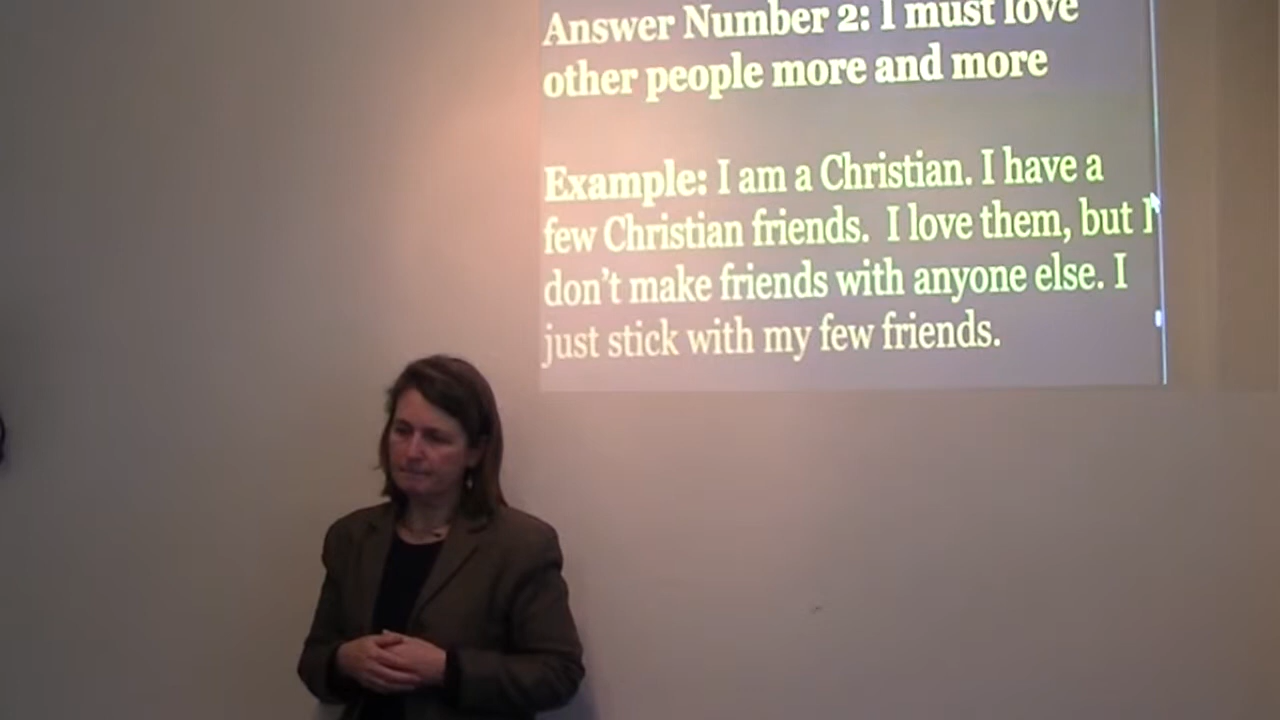 Answer Number 2: I must love
other people more and more
Example: I am a Christian. I have a
few Christian friends.  I love them, but I
don't make friends with anyone else. I
just stick with my few friends.